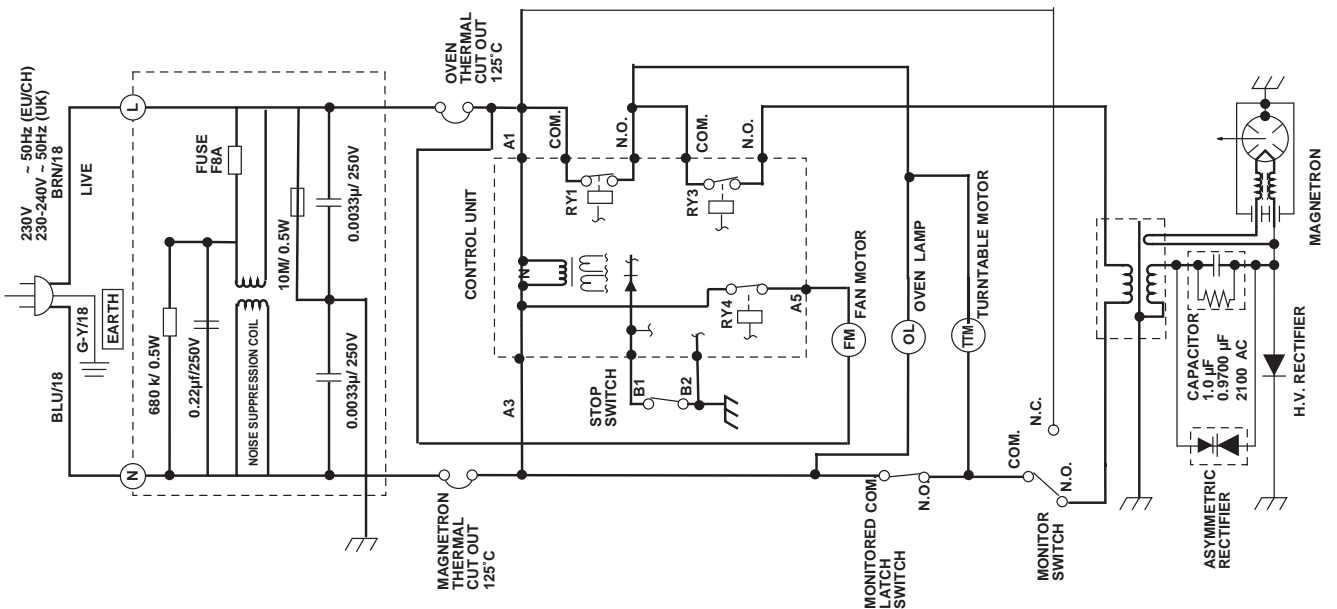 230V ~ 50Hz (EU/CH)
230-240V ~ 50Hz (UK)
BRN/18
LIVE
L
G-Y/18
EARTH
BLU/18
N
FUSE
F8A
10M/ 0.5W
0.0033µ/ 250V
680 k/ 0.5W
0.22µf/250V
NOISE SUPPRESSION COIL
0.0033µ/ 250V
OVEN
THERMAL
CUT OUT
125˚C
MAGNETRON
THERMAL
CUT OUT
125˚C
A1
COM.
N.O.
COM.
N.O.
CONTROL UNIT
RY1
RY3
N
RY4
A5
A3
STOP
SWITCH
B1
B2
FM
FAN MOTOR
OL
OVEN LAMP
TTM
TURNTABLE MOTOR
MONITORED
LATCH
SWITCH
COM.
N.O.
MONITOR
SWITCH
COM.
N.C.
N.O.
CAPACITOR
1.0 µF
0.9700 µF
2100 AC
ASYMMETRIC
RECTIFIER
H.V. RECTIFIER
MAGNETRON